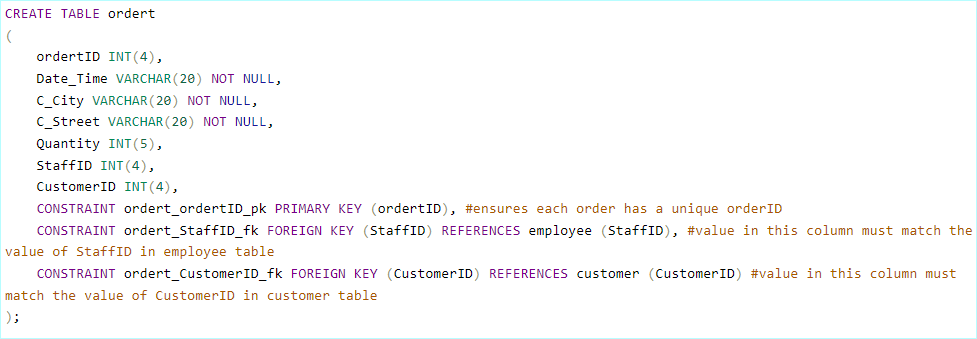 CREATE TABLE ordert
(
    ordertID INT(4),
    Date_Time VARCHAR(20) NOT NULL,
    C_City VARCHAR(20) NOT NULL,
    C_Street VARCHAR(20) NOT NULL,
    Quantity INT(5),
    StaffID INT(4),
    CustomerID INT(4),
    CONSTRAINT ordert_ordertID_pk PRIMARY KEY (ordertID), #ensures each order has a unique orderID
    CONSTRAINT ordert_StaffID_fk FOREIGN KEY (StaffID) REFERENCES employee (StaffID), #value in this column must match the
value of StaffID in employee table
    CONSTRAINT ordert_CustomerID_fk FOREIGN KEY (CustomerID) REFERENCES customer (CustomerID) #value in this column must
match the value of CustomerID in customer table
);